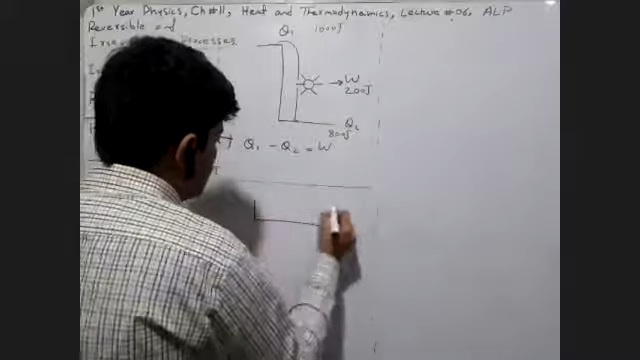 1st Year Physics, Ch#11, Heat and Thermodynaimics, Lecture #06, ALP
Reversible and
Processes
Q1 1000J
W
200J
Q2
800J
Q1 - Q2 = W